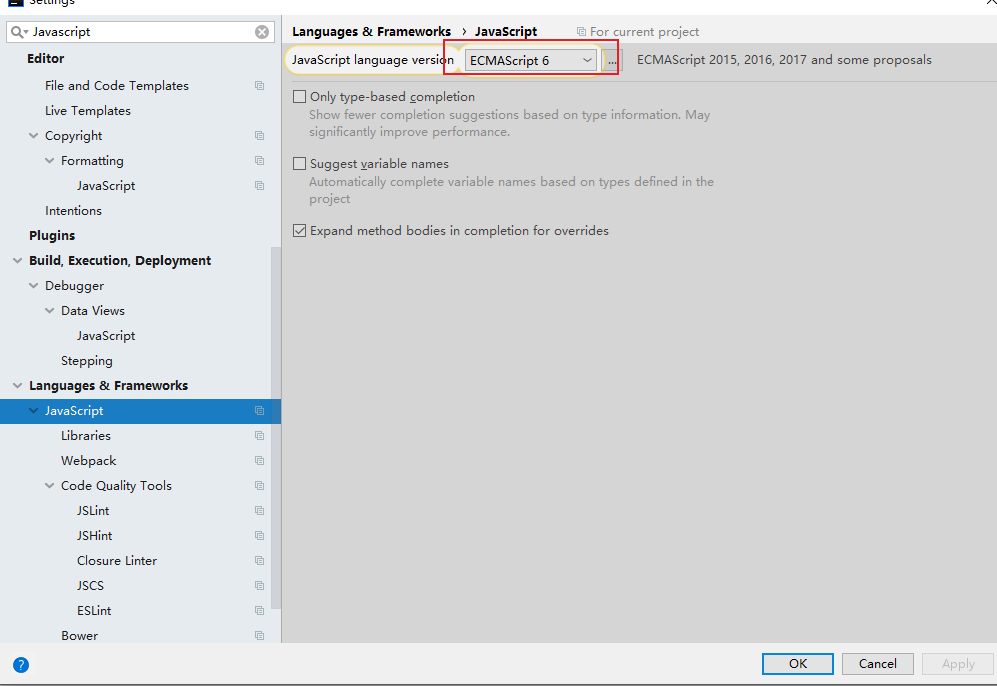 Settings
Javascript
Editor
File and Code Templates
Live Templates
Copyright
Formatting
JavaScript
Intentions
Plugins
Build, Execution, Deployment
Debugger
Data Views
JavaScript
Stepping
Languages & Frameworks
JavaScript
Libraries
Webpack
Code Quality Tools
JSLint
JSHint
Closure Linter
JSCS
ESLint
Bower
Languages & Frameworks › JavaScript For current project
JavaScript language version ECMAScript 6 ... ECMAScript 2015, 2016, 2017 and some proposals
Only type-based completion
Show fewer completion suggestions based on type information. May
significantly improve performance.
Suggest variable names
Automatically complete variable names based on types defined in the
project
Expand method bodies in completion for overrides
?
OK Cancel Apply